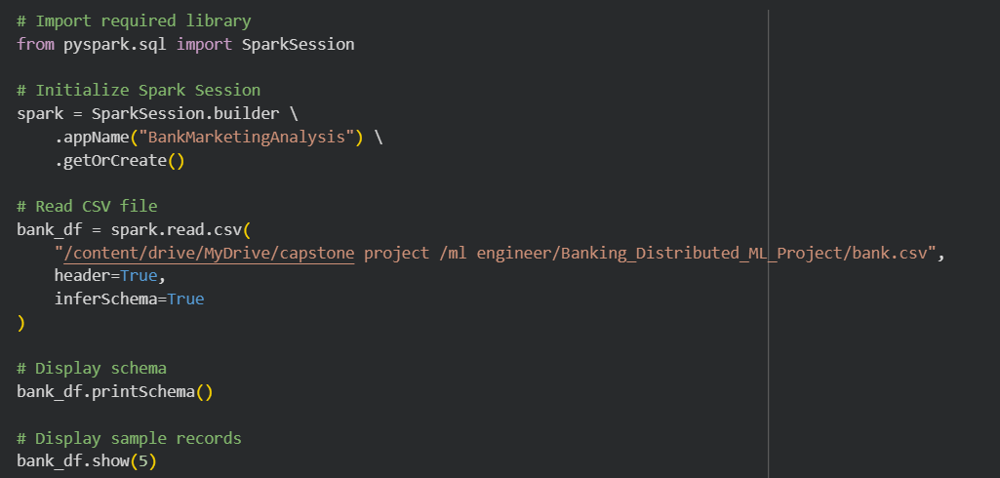 # Import required library
from pyspark.sql import SparkSession
# Initialize Spark Session
spark = SparkSession.builder \
    .appName("BankMarketingAnalysis") \
    .getOrCreate()
# Read CSV file
bank_df = spark.read.csv(
    "/content/drive/MyDrive/capstone project /ml engineer/Banking_Distributed_ML_Project/bank.csv",
    header=True,
    inferSchema=True
)
# Display schema
bank_df.printSchema()
# Display sample records
bank_df.show(5)